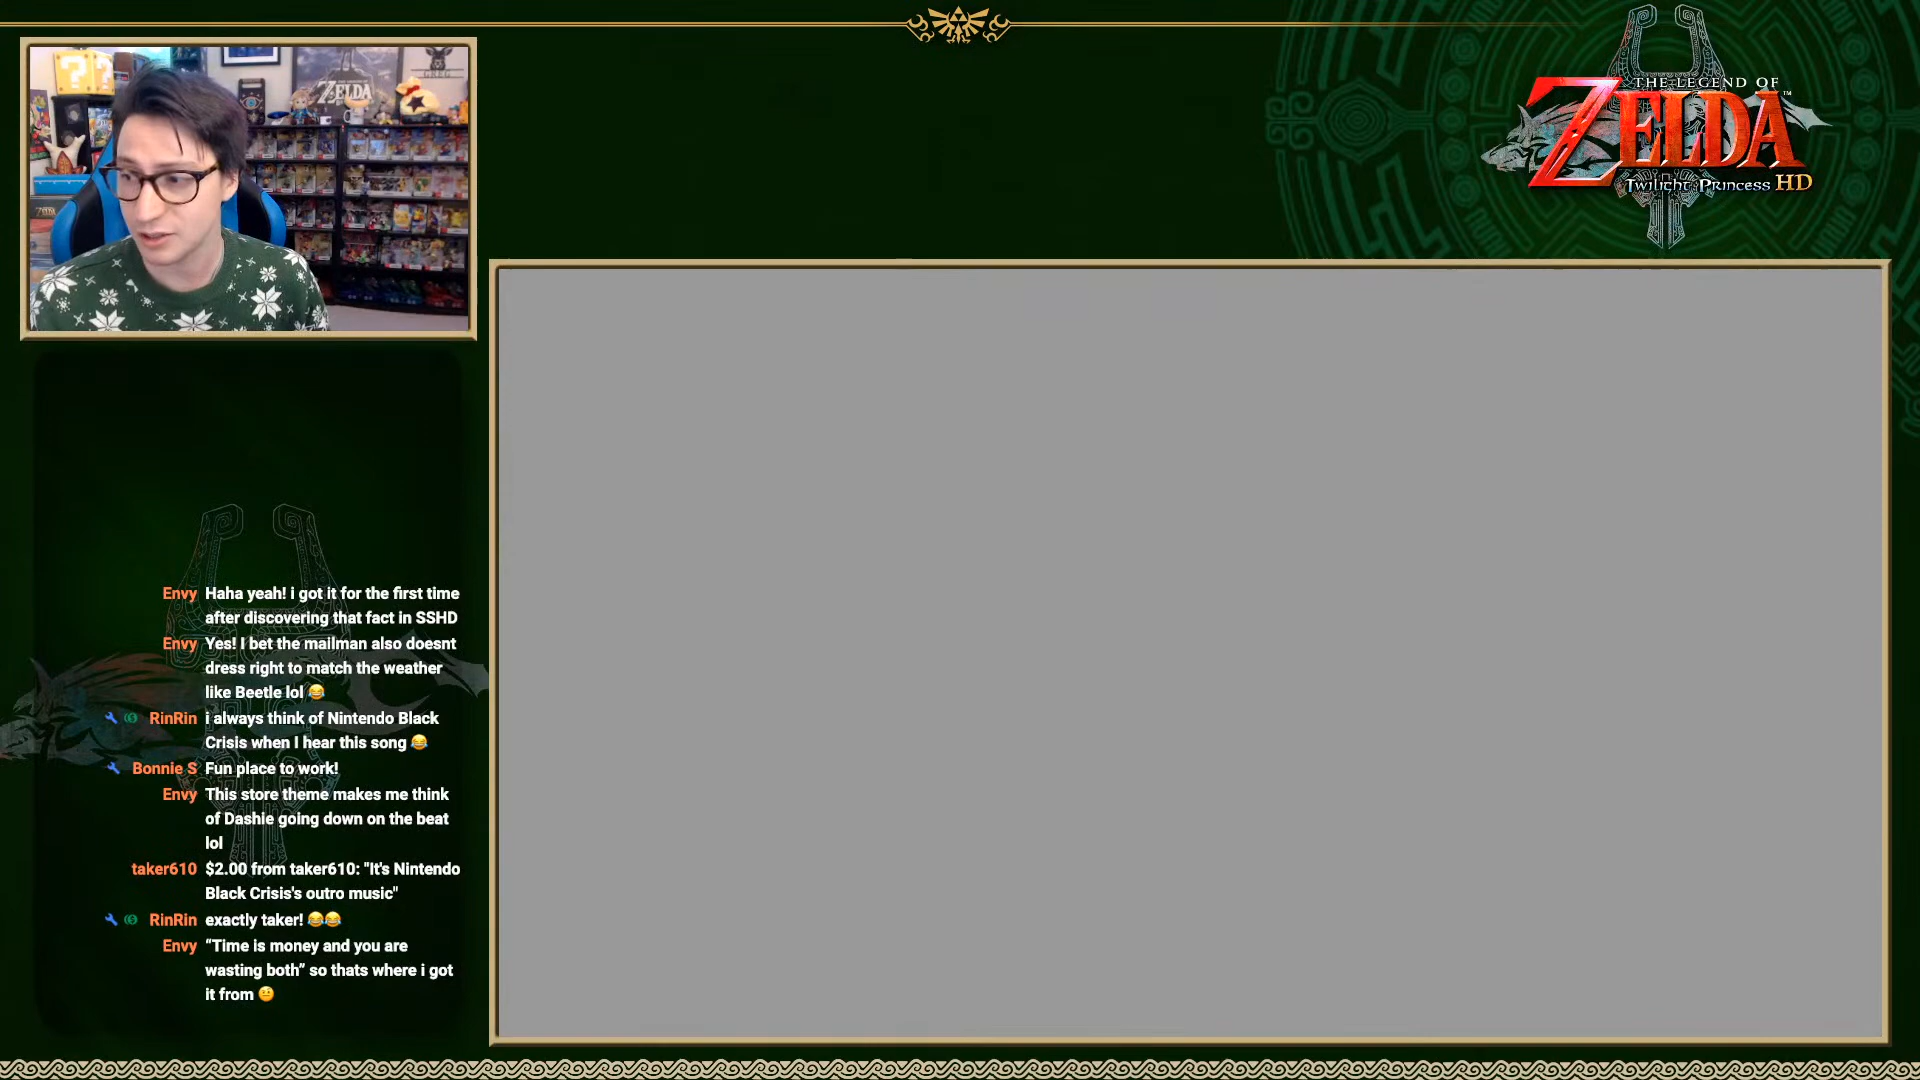 GREG
ZELDA
THE LEGEND OF
ZELDA™
Twilight Princess HD
Envy Haha yeah! i got it for the first time
after discovering that fact in SSHD
Envy Yes! I bet the mailman also doesnt
dress right to match the weather
like Beetle lol 😂
RinRin i always think of Nintendo Black
Crisis when I hear this song 😂
Bonnie S Fun place to work!
Envy This store theme makes me think
of Dashie going down on the beat
lol
taker610 $2.00 from taker610: "It's Nintendo
Black Crisis's outro music"
RinRin exactly taker! 😂😂
Envy “Time is money and you are
wasting both” so thats where i got
it from 🤨